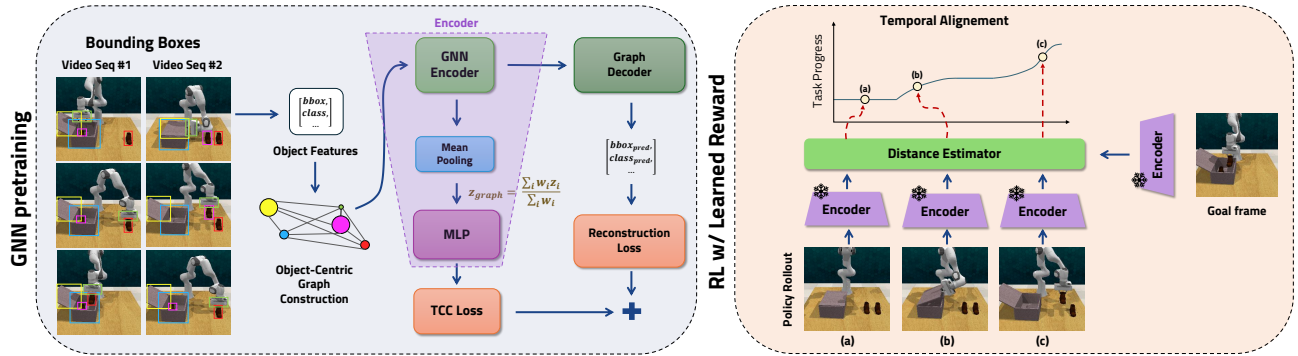 GNN pretraining
Bounding Boxes
Video Seq #1
Video Seq #2
[bbox,
class,
...]
Object Features
Object-Centric
Graph
Construction
Encoder
GNN
Encoder
Mean
Pooling
z_graph = ∑_i w_i z_i / ∑_i w_i
MLP
TCC Loss
Graph
Decoder
[bbox_pred,
class_pred,
...]
Reconstruction
Loss
+
RL w/ Learned Reward
Temporal Alignement
Task Progress
(a)
(b)
(c)
Distance Estimator
Encoder
Encoder
Encoder
Encoder
Goal frame
Policy Rollout
(a)
(b)
(c)